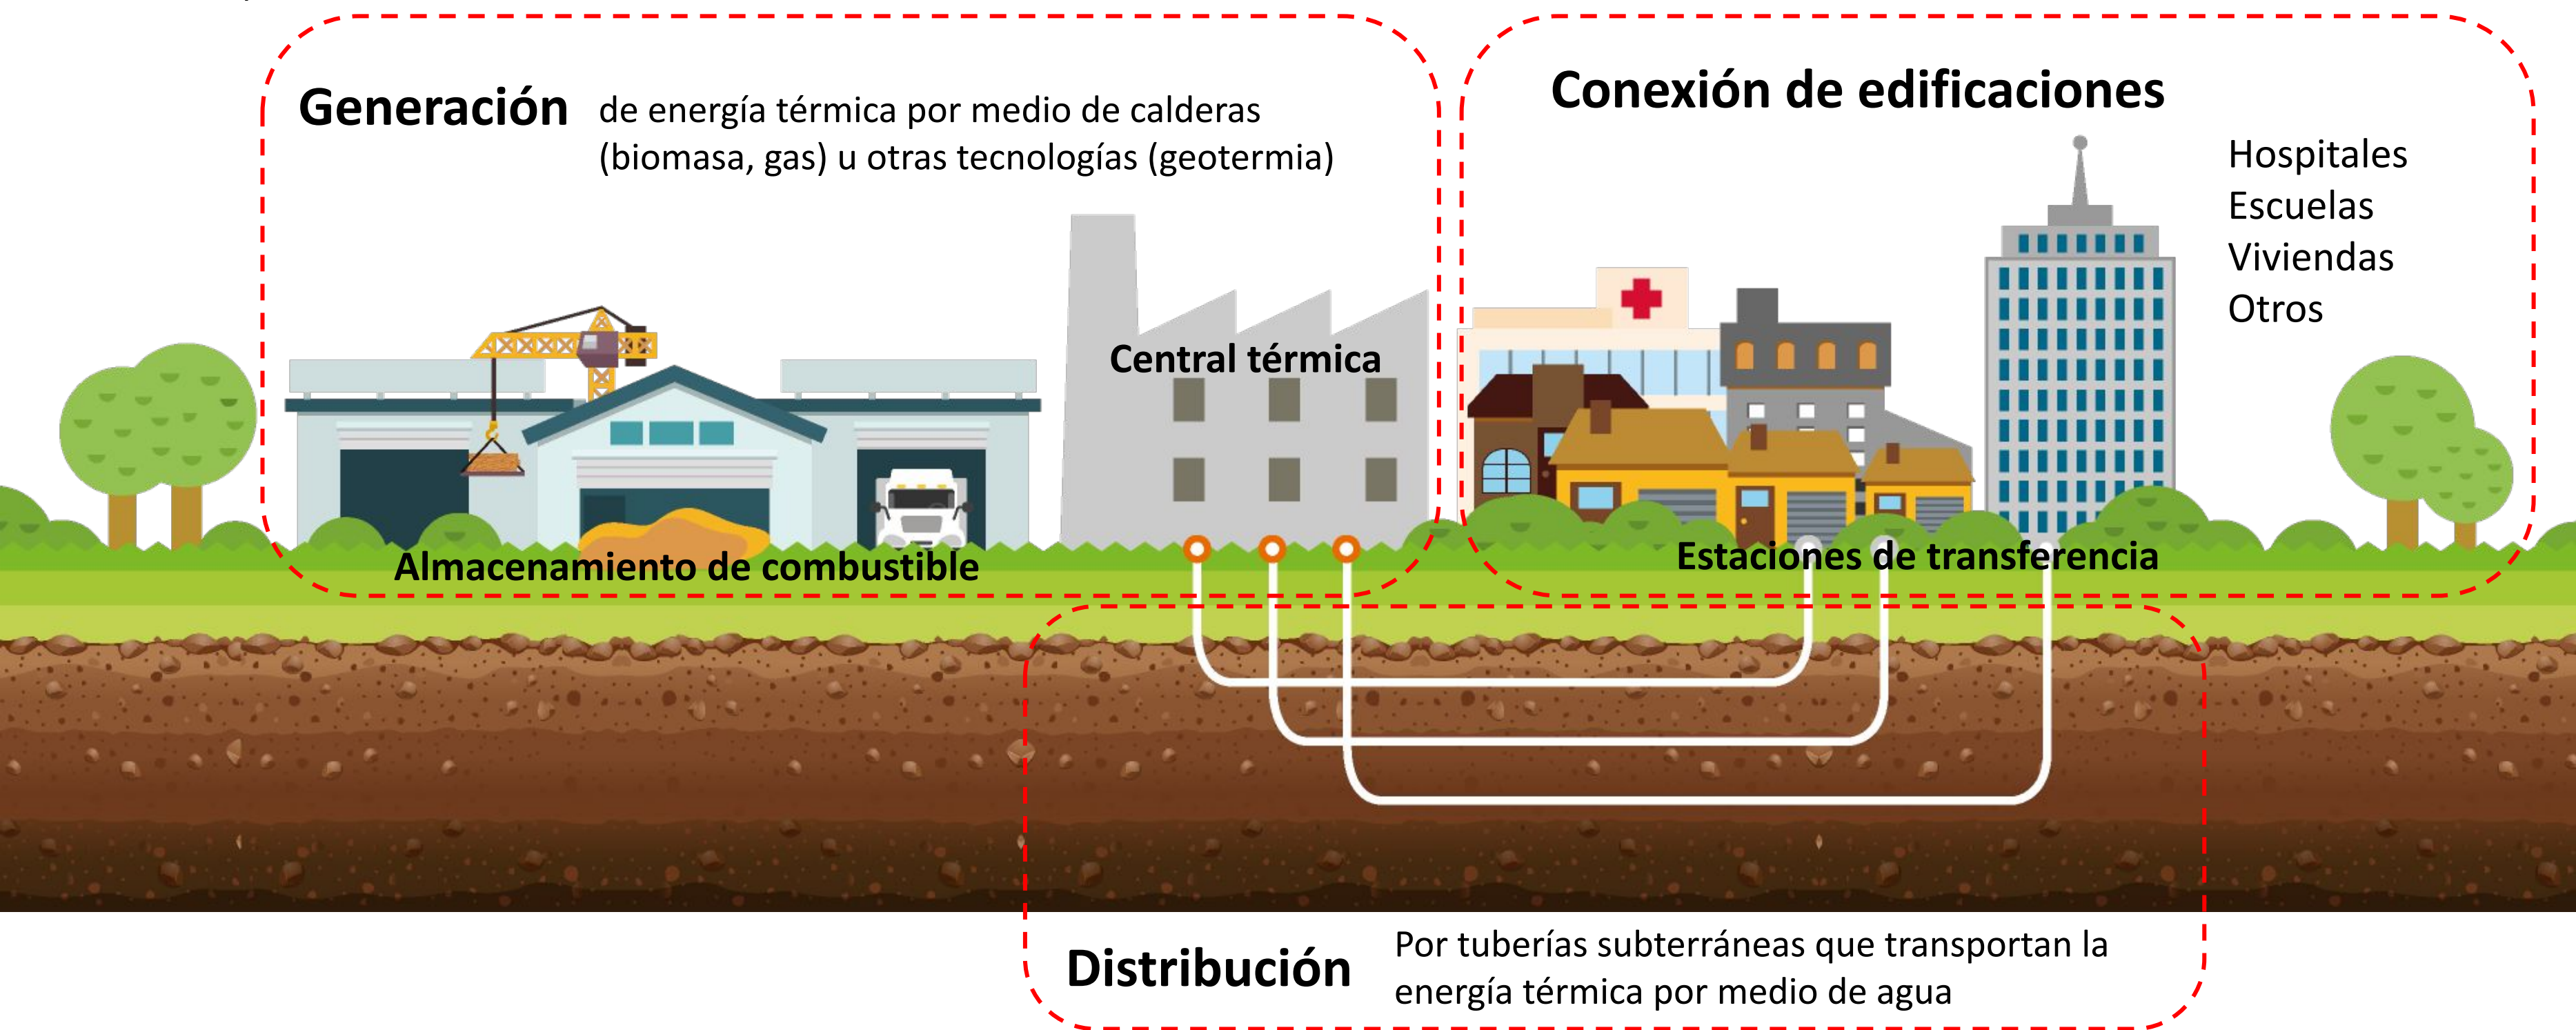 Generación
de energía térmica por medio de calderas
(biomasa, gas) u otras tecnologías (geotermia)
Central térmica
Almacenamiento de combustible
Conexión de edificaciones
Hospitales
Escuelas
Viviendas
Otros
Estaciones de transferencia
Distribución
Por tuberías subterráneas que transportan la
energía térmica por medio de agua